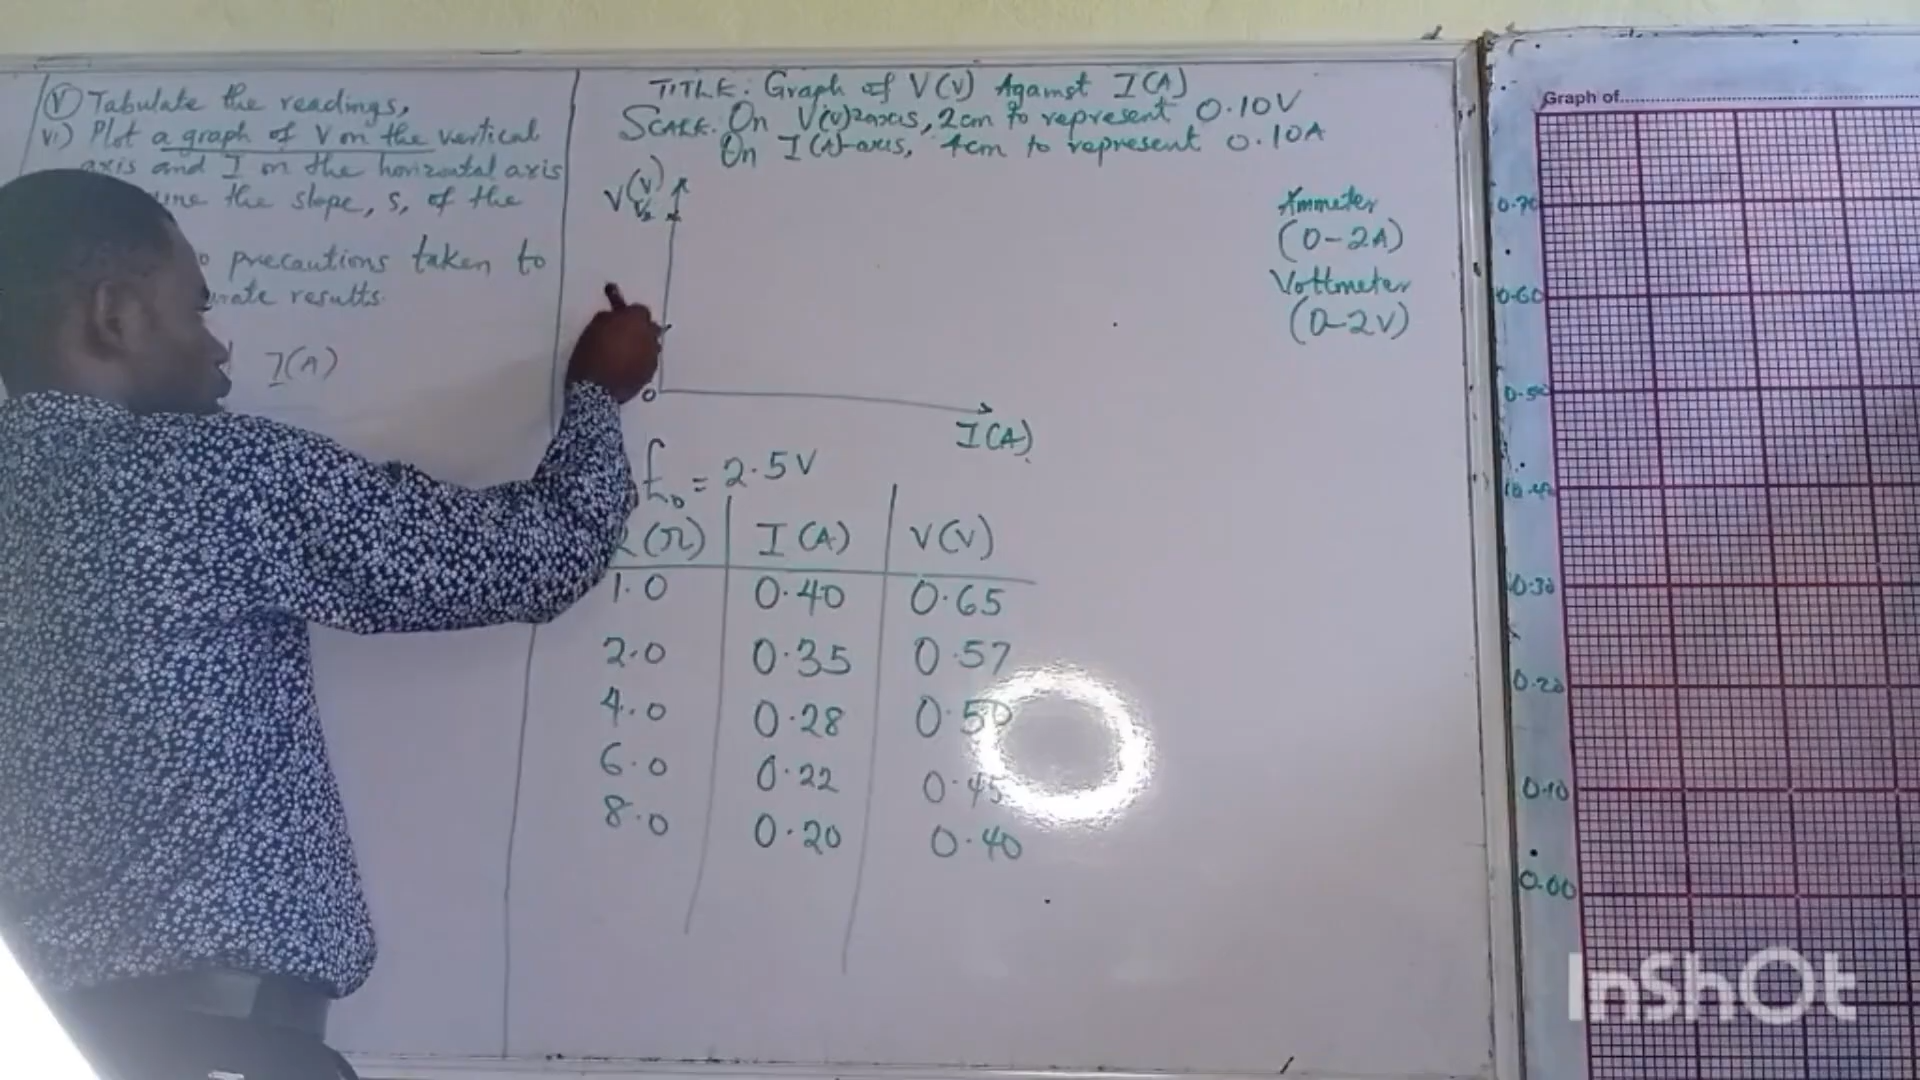 (V) Tabulate the readings,
vi) Plot a graph of V on the vertical
axis and I on the horizontal axis
the slope, s, of the
precautions taken to
results.
I(A)
TITLE: Graph of V(V) Against I(A)
SCALE: On V(V) axis, 2cm to represent 0.10V
On I(A)-axis, 4cm to represent 0.10A
V(V)
V₂
0
I(A)
Ammeter
(0-2A)
Voltmeter
(0-2V)
= 2.5V
(Ω) I(A) V(V)
1.0 0.40 0.65
2.0 0.35 0.57
4.0 0.28 0.50
6.0 0.22 0.45
8.0 0.20 0.40
Graph of
0.70
0.60
0.50
0.40
0.30
0.20
0.10
0.00
InShOt